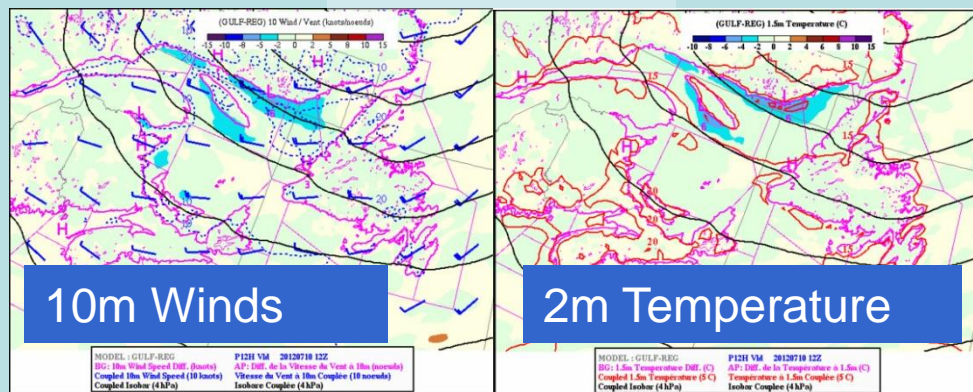 (GULF-REG) 10 Wind / Vent (knots/noeuds)
-15 -10 -8 -5 -4 -2 0 2 5 8 10 15
10m Winds
MODEL : GULF-REG P12H VM 20120710 12Z
BG: 10m Wind Speed Diff. (knots) AP: Diff. de la Vitesse du Vent à 10m (noeuds)
Coupled 10m Wind Speed (10 knots) Vitesse du Vent à 10m Couplée (10 noeuds)
Coupled Isobar (4 hPa) Isobare Couplée (4 hPa)
(GULF-REG) 1.5m Temperature (C)
-10 -8 -6 -4 -2 0 2 4 6 8 10 15
2m Temperature
MODEL : GULF-REG P12H VM 20120710 12Z
BG: 1.5m Temperature Diff. (C) AP: Diff. de la Température à 1.5m (C)
Coupled 1.5m Temperature (5 C) Température à 1.5m Couplée (5 C)
Coupled Isobar (4 hPa) Isobare Couplée (4 hPa)